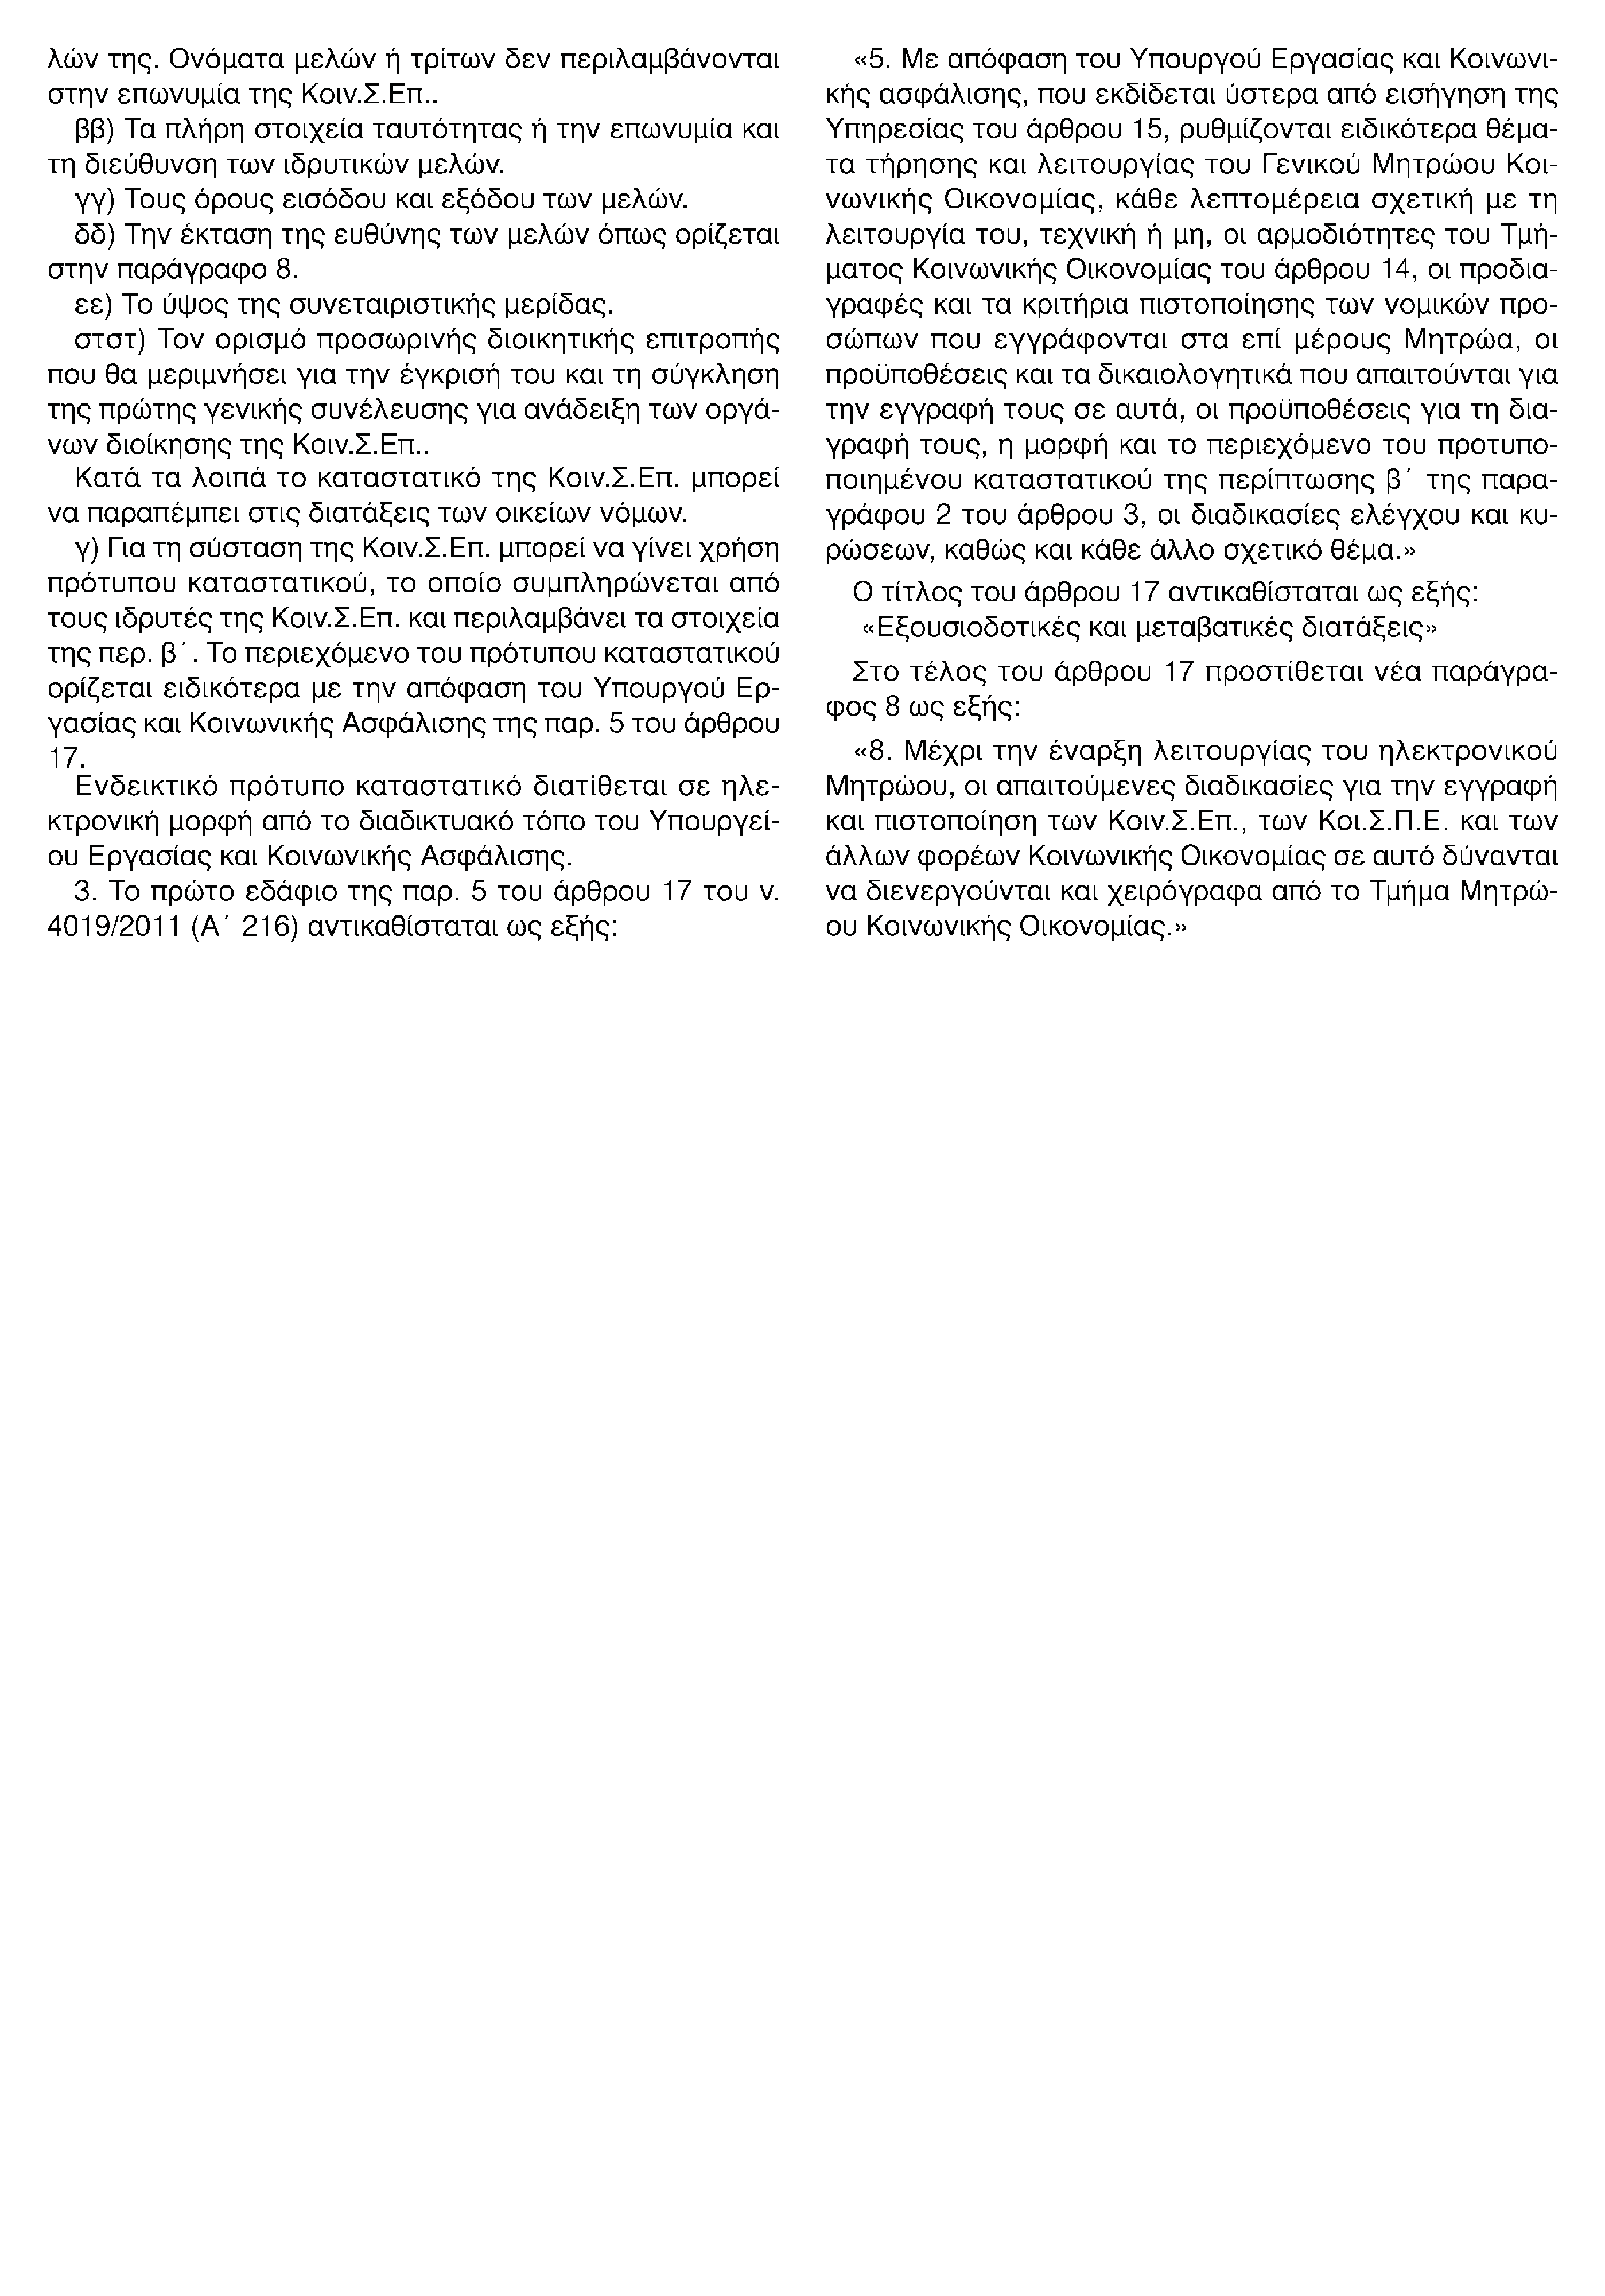 λών της. Ονόματα μελών ή τρίτων δεν περιλαμβάνονται
στην επωνυμία της Κοιν.Σ.Επ..
ββ) Τα πλήρη στοιχεία ταυτότητας ή την επωνυμία και
τη διεύθυνση των ιδρυτικών μελών.
γγ) Τους όρους εισόδου και εξόδου των μελών.
δδ) Την έκταση της ευθύνης των μελών όπως ορίζεται
στην παράγραφο 8.
εε) Το ύψος της συνεταιριστικής μερίδας.
στστ) Τον ορισμό προσωρινής διοικητικής επιτροπής
που θα μεριμνήσει για την έγκρισή του και τη σύγκληση
της πρώτης γενικής συνέλευσης για ανάδειξη των οργά-
νων διοίκησης της Κοιν.Σ.Επ..
Κατά τα λοιπά το καταστατικό της Κοιν.Σ.Επ. μπορεί
να παραπέμπει στις διατάξεις των οικείων νόμων.
γ) Για τη σύσταση της Κοιν.Σ.Επ. μπορεί να γίνει χρήση
πρότυπου καταστατικού, το οποίο συμπληρώνεται από
τους ιδρυτές της Κοιν.Σ.Επ. και περιλαμβάνει τα στοιχεία
της περ. β΄. Το περιεχόμενο του πρότυπου καταστατικού
ορίζεται ειδικότερα με την απόφαση του Υπουργού Ερ-
γασίας και Κοινωνικής Ασφάλισης της παρ. 5 του άρθρου
17.
Ενδεικτικό πρότυπο καταστατικό διατίθεται σε ηλε-
κτρονική μορφή από το διαδικτυακό τόπο του Υπουργεί-
ου Εργασίας και Κοινωνικής Ασφάλισης.
3. Το πρώτο εδάφιο της παρ. 5 του άρθρου 17 του ν.
4019/2011 (Α΄ 216) αντικαθίσταται ως εξής:
«5. Με απόφαση του Υπουργού Εργασίας και Κοινωνι-
κής ασφάλισης, που εκδίδεται ύστερα από εισήγηση της
Υπηρεσίας του άρθρου 15, ρυθμίζονται ειδικότερα θέμα-
τα τήρησης και λειτουργίας του Γενικού Μητρώου Κοι-
νωνικής Οικονομίας, κάθε λεπτομέρεια σχετική με τη
λειτουργία του, τεχνική ή μη, οι αρμοδιότητες του Τμή-
ματος Κοινωνικής Οικονομίας του άρθρου 14, οι προδια-
γραφές και τα κριτήρια πιστοποίησης των νομικών προ-
σώπων που εγγράφονται στα επί μέρους Μητρώα, οι
προϋποθέσεις και τα δικαιολογητικά που απαιτούνται για
την εγγραφή τους σε αυτά, οι προϋποθέσεις για τη δια-
γραφή τους, η μορφή και το περιεχόμενο του προτυπο-
ποιημένου καταστατικού της περίπτωσης β΄ της παρα-
γράφου 2 του άρθρου 3, οι διαδικασίες ελέγχου και κυ-
ρώσεων, καθώς και κάθε άλλο σχετικό θέμα.»
Ο τίτλος του άρθρου 17 αντικαθίσταται ως εξής:
«Εξουσιοδοτικές και μεταβατικές διατάξεις»
Στο τέλος του άρθρου 17 προστίθεται νέα παράγρα-
φος 8 ως εξής:
«8. Μέχρι την έναρξη λειτουργίας του ηλεκτρονικού
Μητρώου, οι απαιτούμενες διαδικασίες για την εγγραφή
και πιστοποίηση των Κοιν.Σ.Επ., των Κοι.Σ.Π.Ε. και των
άλλων φορέων Κοινωνικής Οικονομίας σε αυτό δύνανται
να διενεργούνται και χειρόγραφα από το Τμήμα Μητρώ-
ου Κοινωνικής Οικονομίας.»